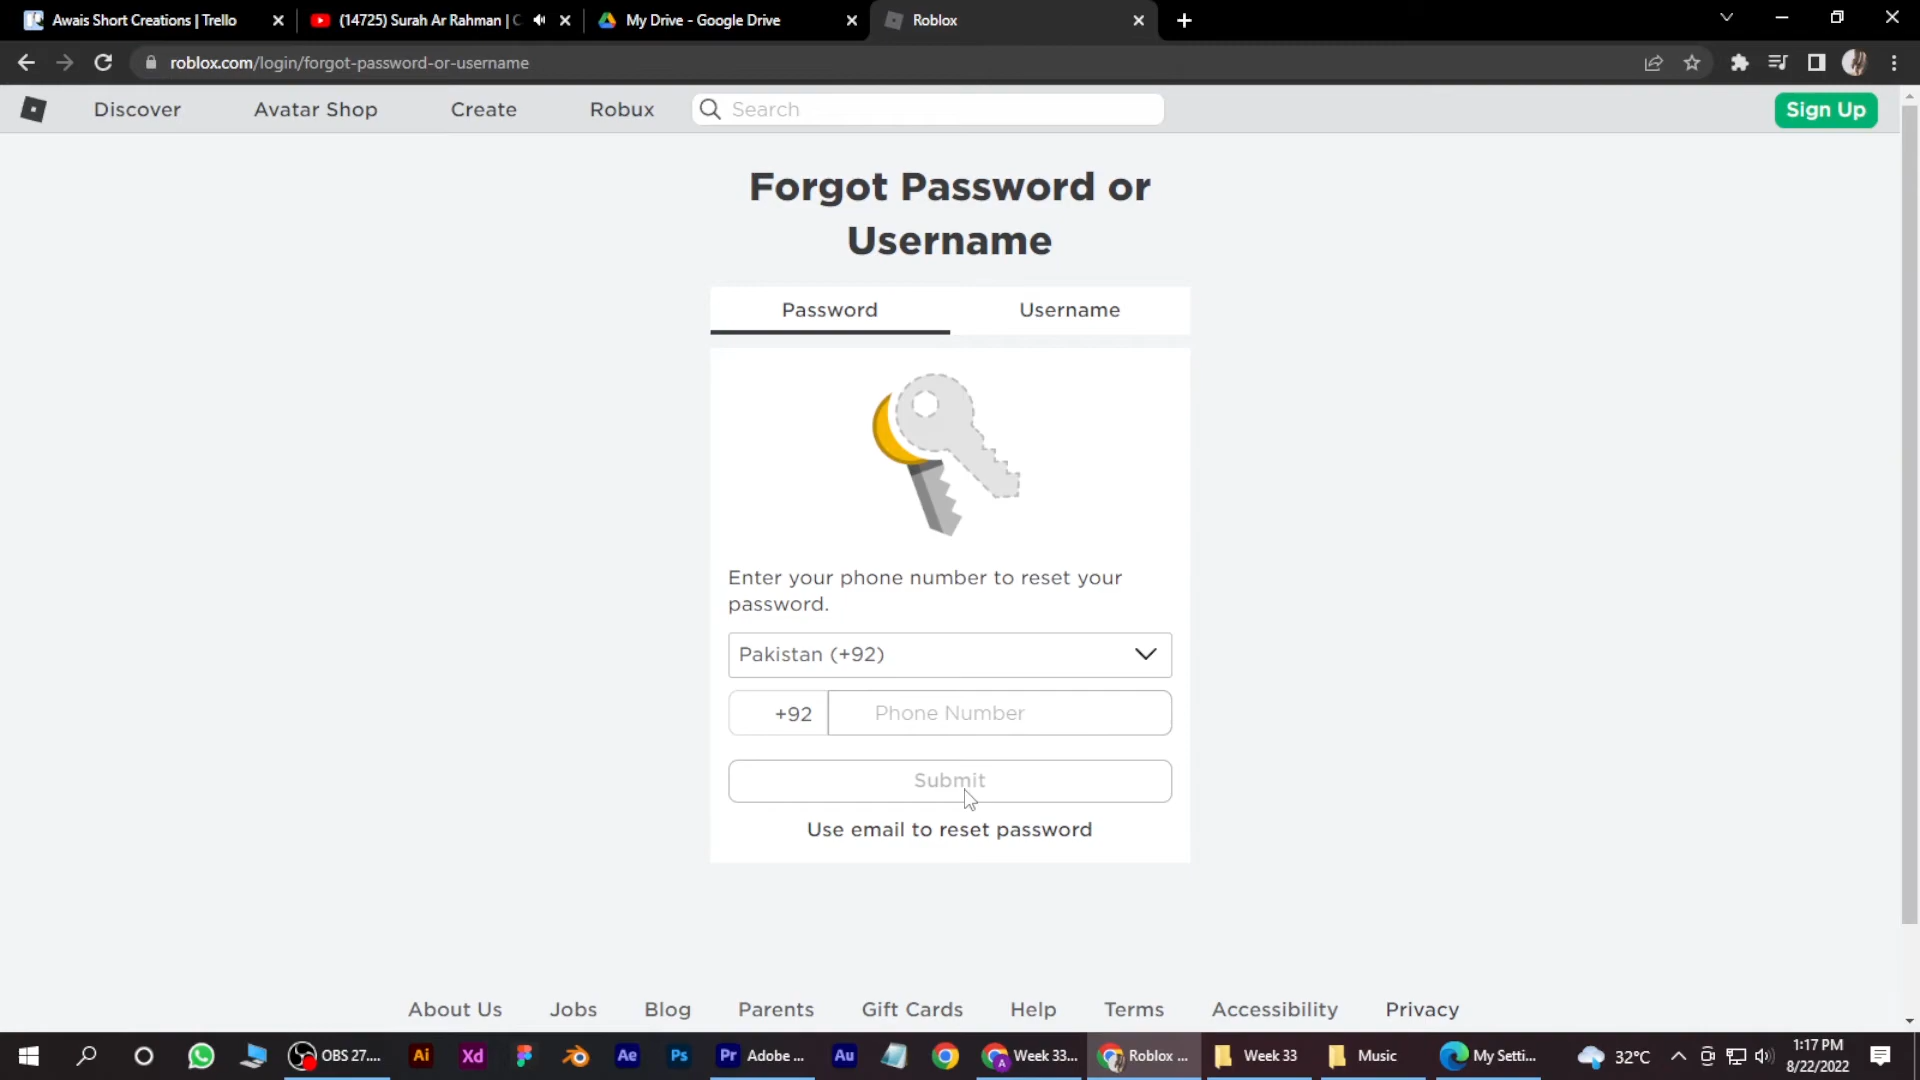 Awais Short Creations | Trello
(14725) Surah Ar Rahman | C
My Drive - Google Drive
Roblox
roblox.com/login/forgot-password-or-username
Discover
Avatar Shop
Create
Robux
Search
Sign Up
Forgot Password or
Username
Password
Username
Enter your phone number to reset your
password.
Pakistan (+92)
+92
Phone Number
Submit
Use email to reset password
About Us
Jobs
Blog
Parents
Gift Cards
Help
Terms
Accessibility
Privacy
OBS 27....
Ai
Xd
Ae
Ps
Pr
Adobe ...
Au
A
Week 33...
Roblox ...
Week 33
Music
My Setti...
32°C
1:17 PM
8/22/2022